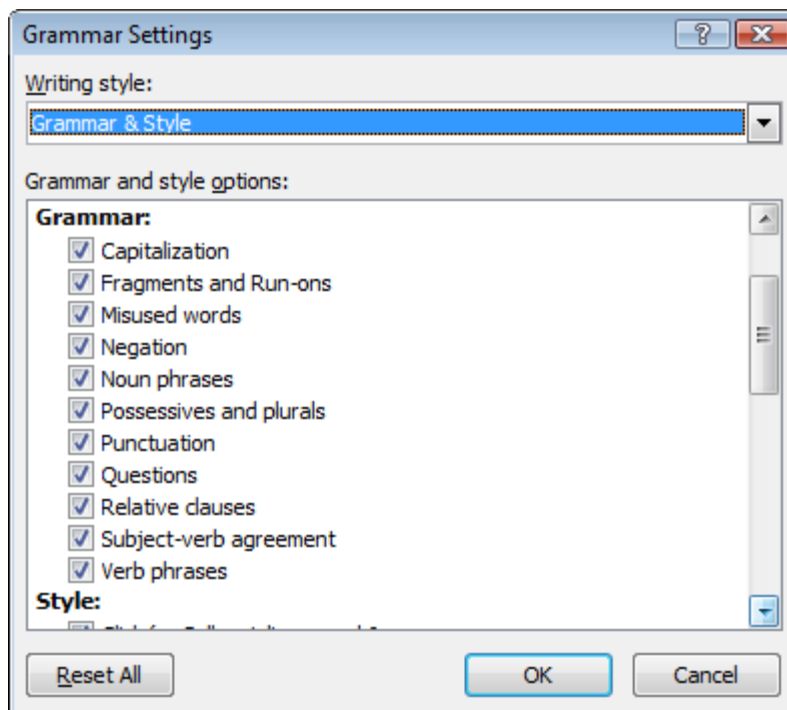 Grammar Settings
Writing style:
Grammar & Style
Grammar and style options:
Grammar:
Capitalization
Fragments and Run-ons
Misused words
Negation
Noun phrases
Possessives and plurals
Punctuation
Questions
Relative clauses
Subject-verb agreement
Verb phrases
Style:
Reset All OK Cancel